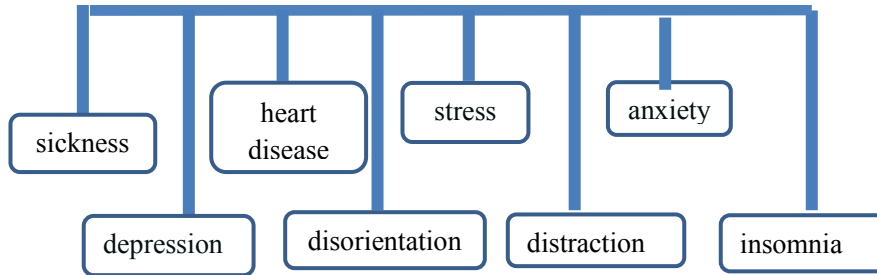 sickness
heart
disease
stress
anxiety
depression
disorientation
distraction
insomnia